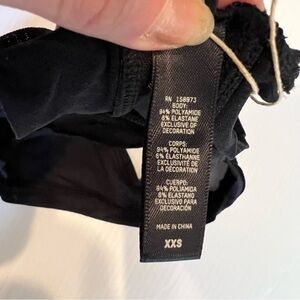 RN 158973
BODY:
94% POLYAMIDE
6% ELASTANE
EXCLUSIVE OF
DECORATION
CORPS:
94% POLYAMIDE
6% ÉLASTHANNE
EXCLUSIVITÉ DE
LA DÉCORATION
CUERPO:
94% POLIAMIDA
6% ELASTANO
EXCLUSIVO PARA
DECORACIÓN
MADE IN CHINA
XXS